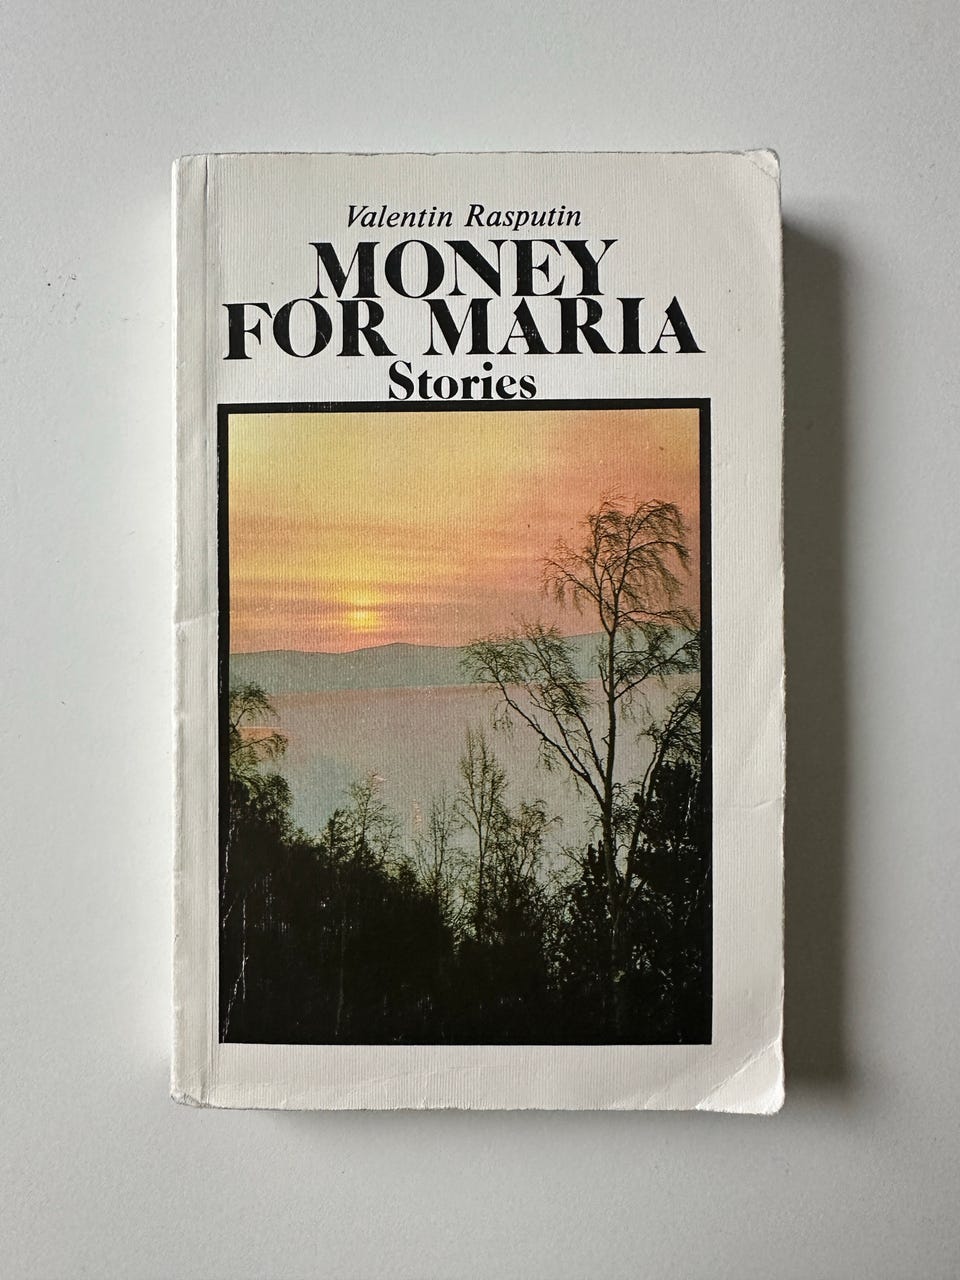 Valentin Rasputin
MONEY
FOR MARIA
Stories